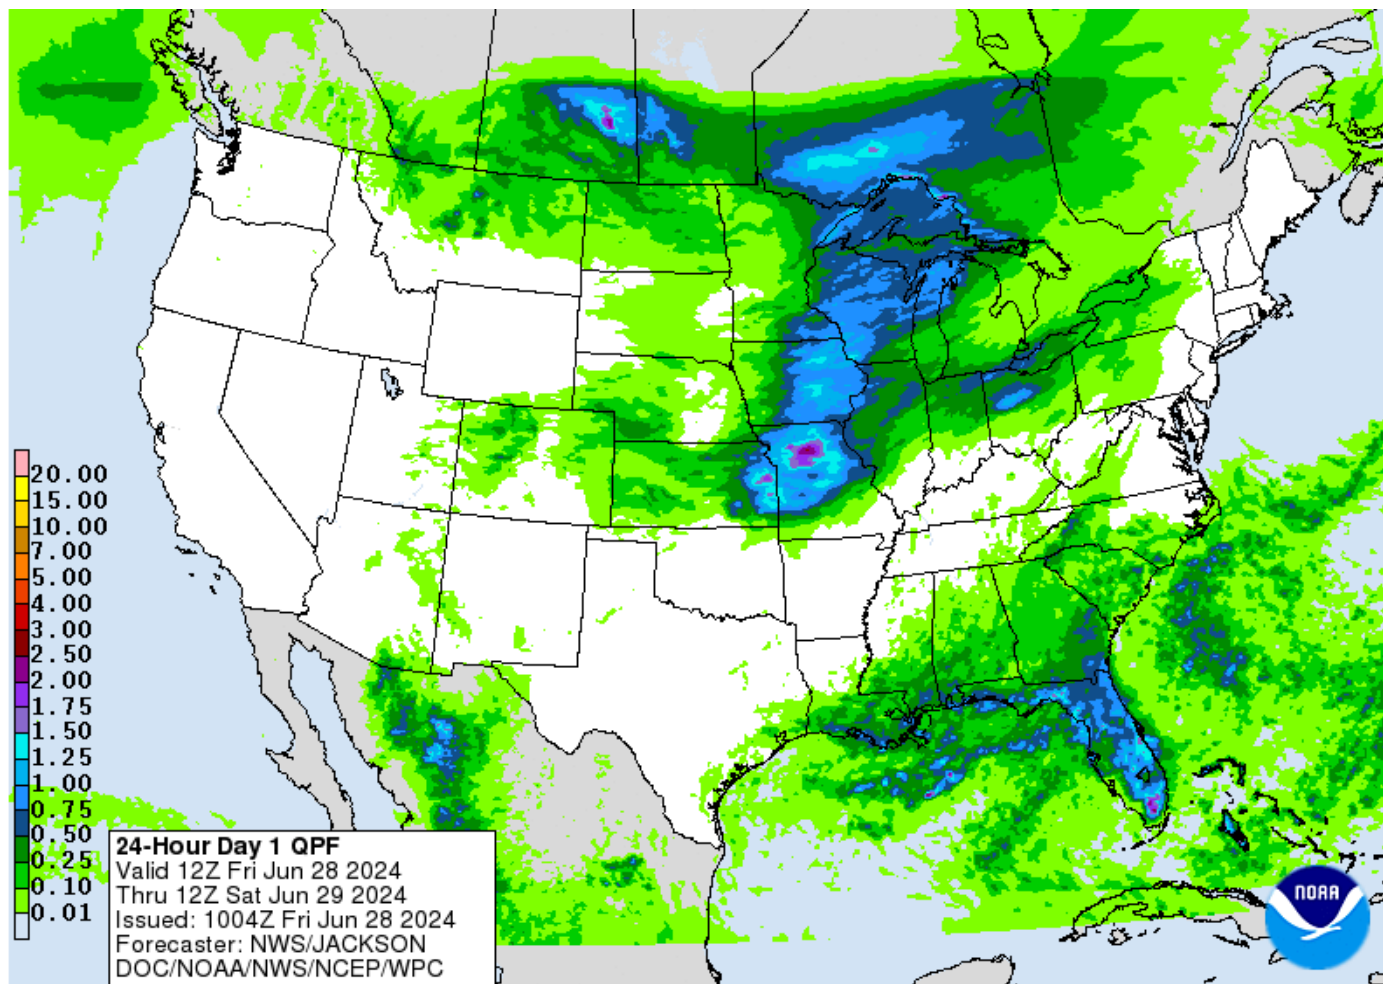 20.00
15.00
10.00
7.00
5.00
4.00
3.00
2.50
2.00
1.75
1.50
1.25
1.00
0.75
0.50
0.25
0.10
0.01
24-Hour Day 1 QPF
Valid 12Z Fri Jun 28 2024
Thru 12Z Sat Jun 29 2024
Issued: 1004Z Fri Jun 28 2024
Forecaster: NWS/JACKSON
DOC/NOAA/NWS/NCEP/WPC
NOAA